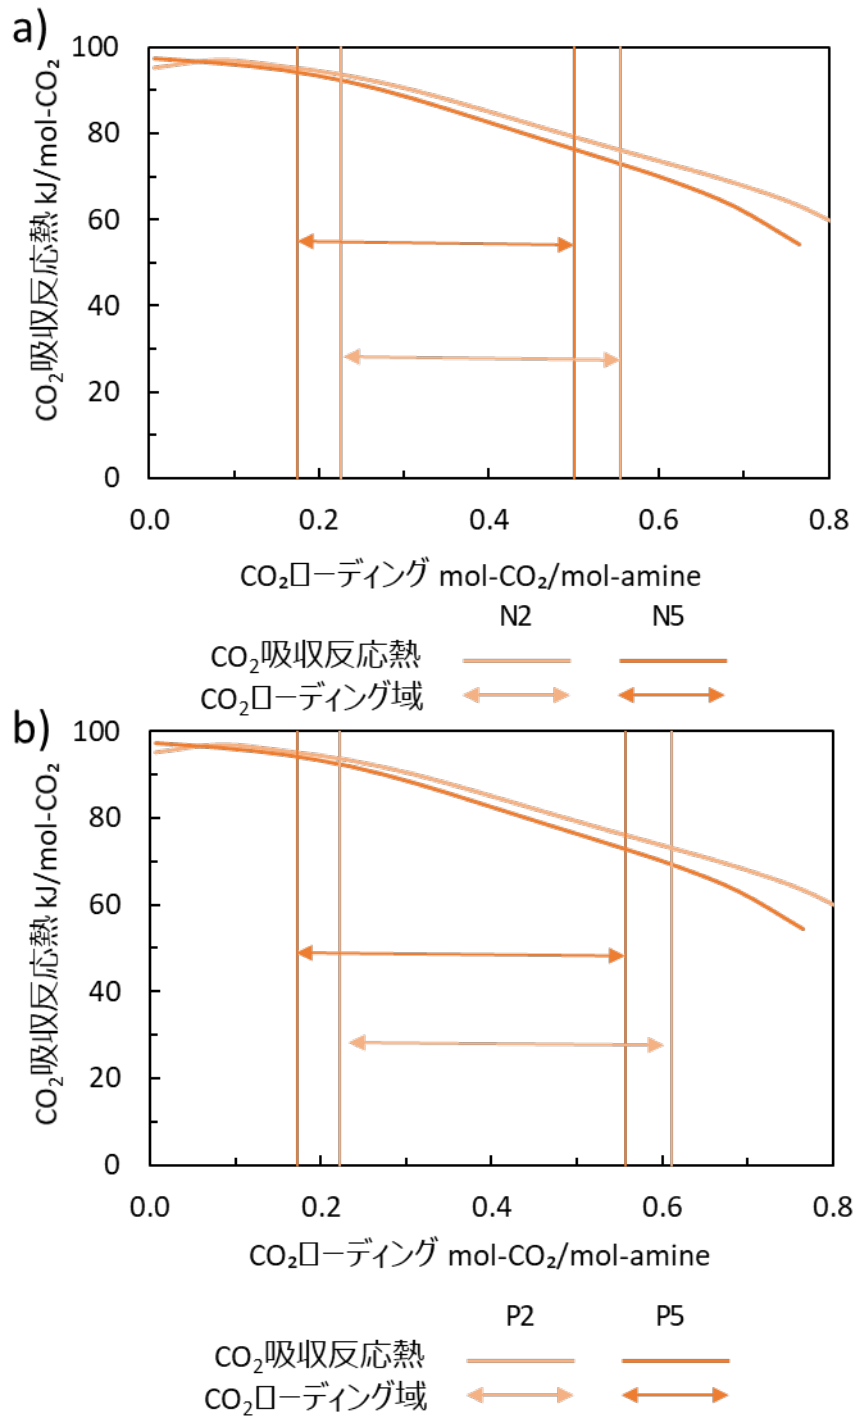 a)
100
80
60
40
20
0
CO₂吸収反応熱 kJ/mol-CO₂
0.0 0.2 0.4 0.6 0.8
CO₂ローディング mol-CO₂/mol-amine
N2 N5
CO₂吸収反応熱
CO₂ローディング域
b)
100
80
60
40
20
0
CO₂吸収反応熱 kJ/mol-CO₂
0.0 0.2 0.4 0.6 0.8
CO₂ローディング mol-CO₂/mol-amine
P2 P5
CO₂吸収反応熱
CO₂ローディング域